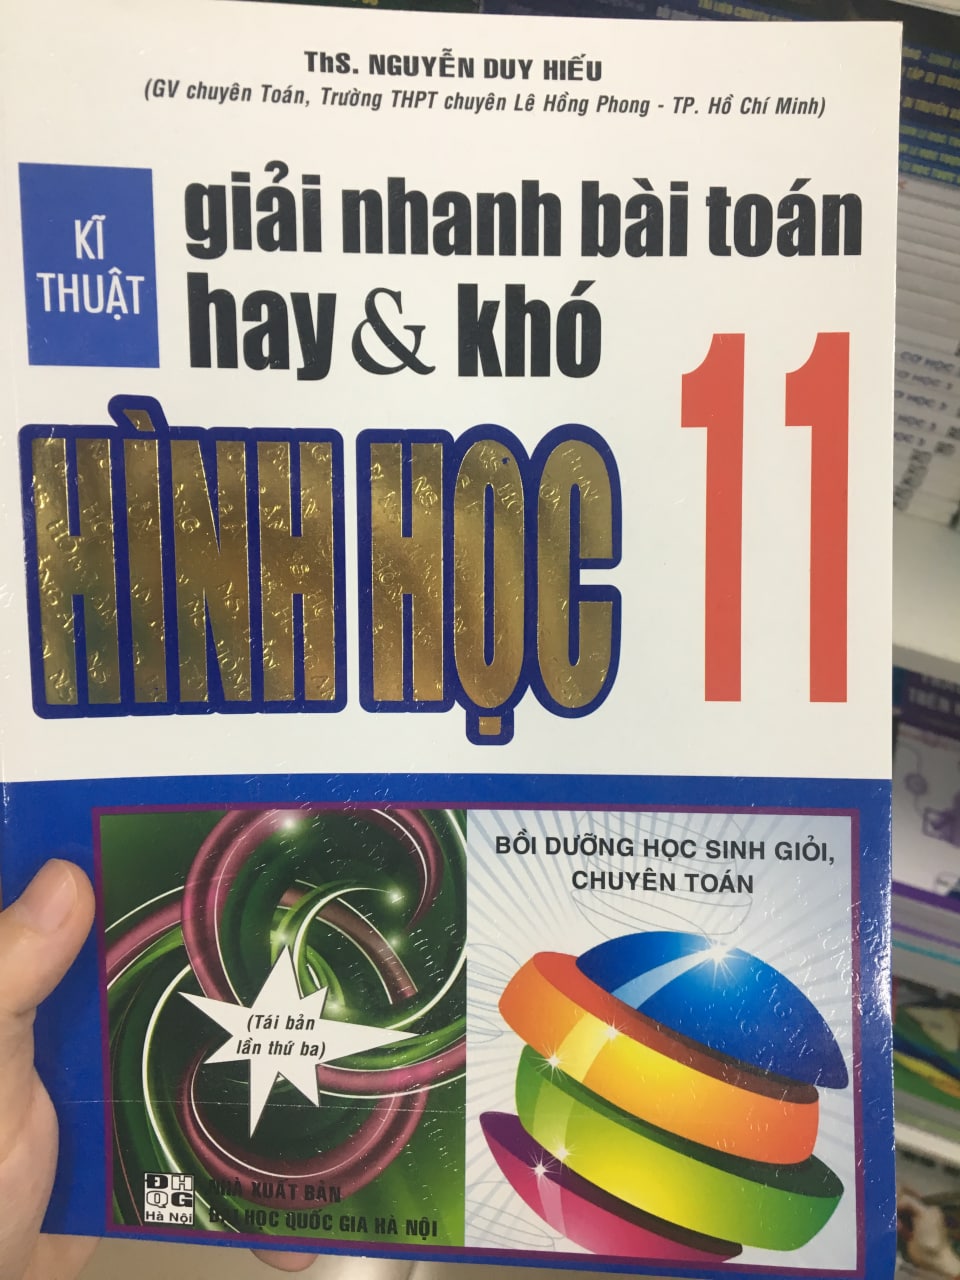 ThS. NGUYỄN DUY HIẾU
(GV chuyên Toán, Trường THPT chuyên Lê Hồng Phong - TP. Hồ Chí Minh)
KĨ
THUẬT
giải nhanh bài toán
hay & khó
HÌNH HỌC 11
BỒI DƯỠNG HỌC SINH GIỎI,
CHUYÊN TOÁN
(Tái bản
lần thứ ba)
ĐH
QG
Hà Nội
NHÀ XUẤT BẢN
ĐẠI HỌC QUỐC GIA HÀ NỘI